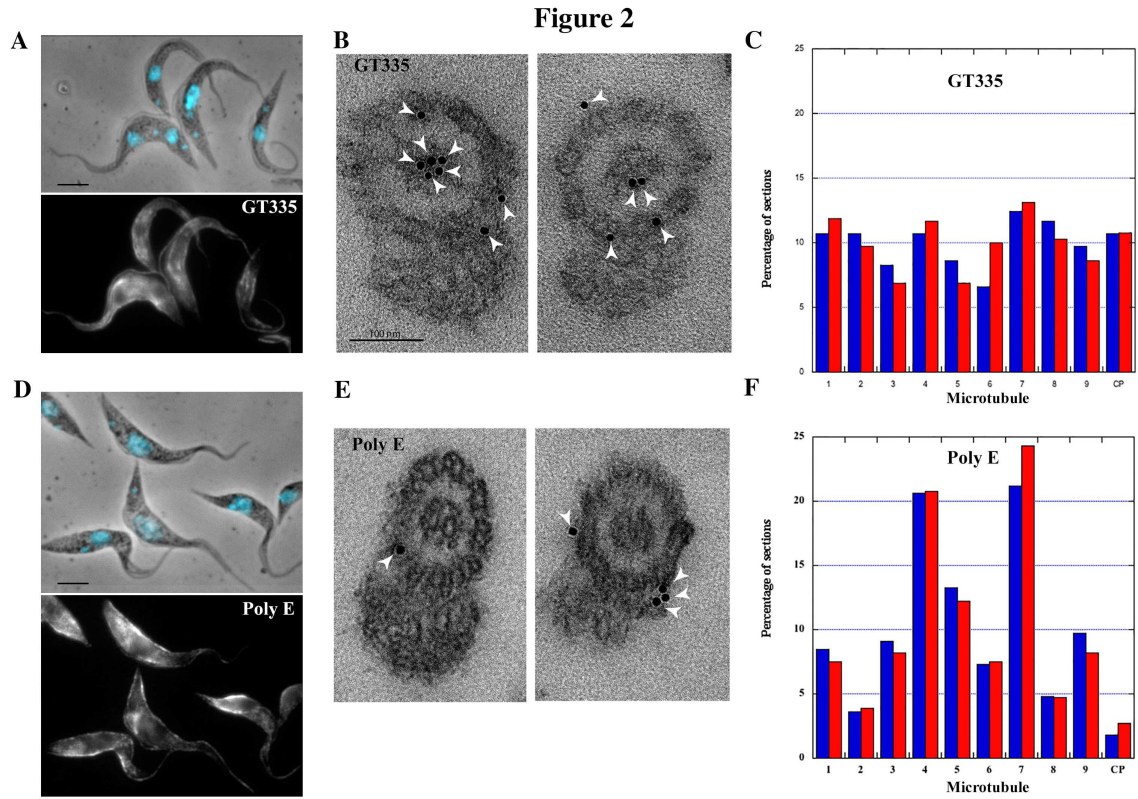 Figure 2
A
GT335
B
GT335
100 nm
C
GT335
Percentage of sections
25
20
15
10
5
0
1 2 3 4 5 6 7 8 9 CP
Microtubule
D
Poly E
E
Poly E
F
Poly E
Percentage of sections
25
20
15
10
5
0
1 2 3 4 5 6 7 8 9 CP
Microtubule